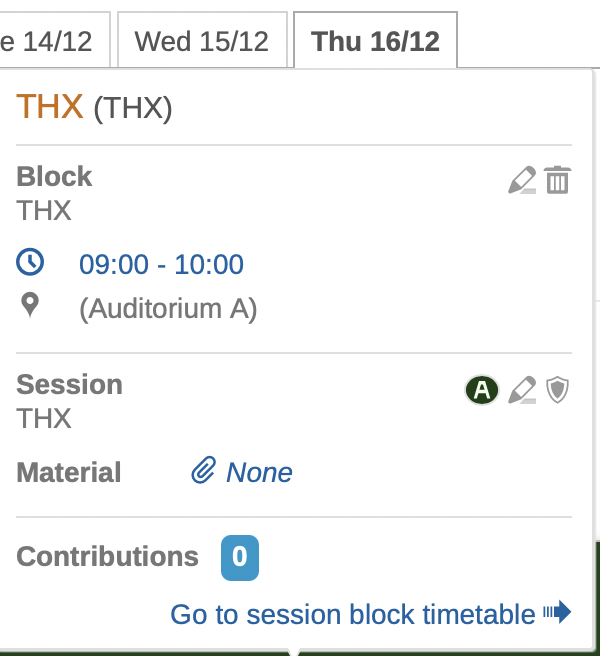 e 14/12 Wed 15/12 Thu 16/12
THX (THX)
Block
THX
09:00 - 10:00
(Auditorium A)
Session A
THX
Material None
Contributions 0
Go to session block timetable